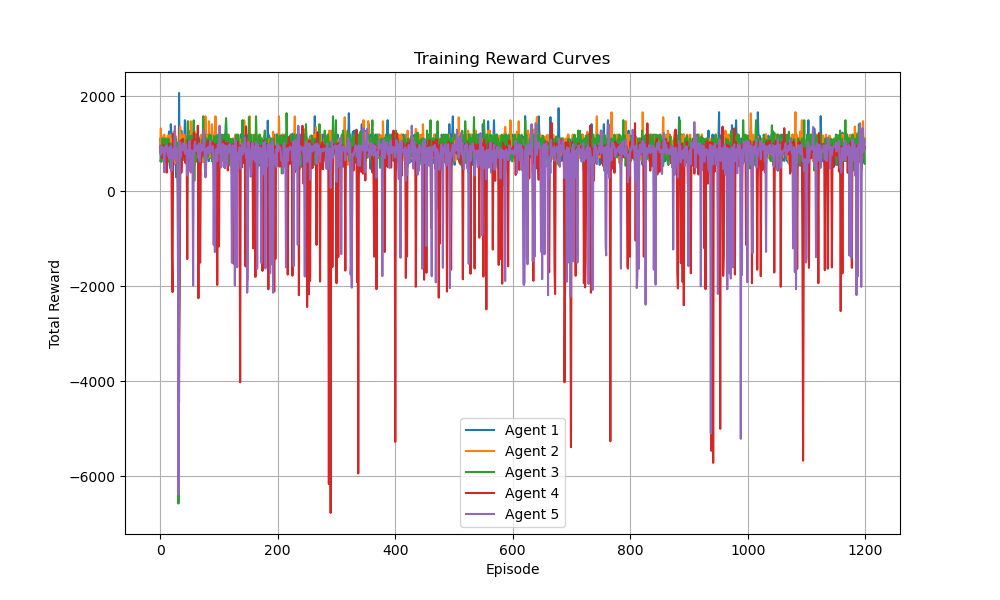 Training Reward Curves
Total Reward
2000
0
−2000
−4000
−6000
Agent 1
Agent 2
Agent 3
Agent 4
Agent 5
0 200 400 600 800 1000 1200
Episode